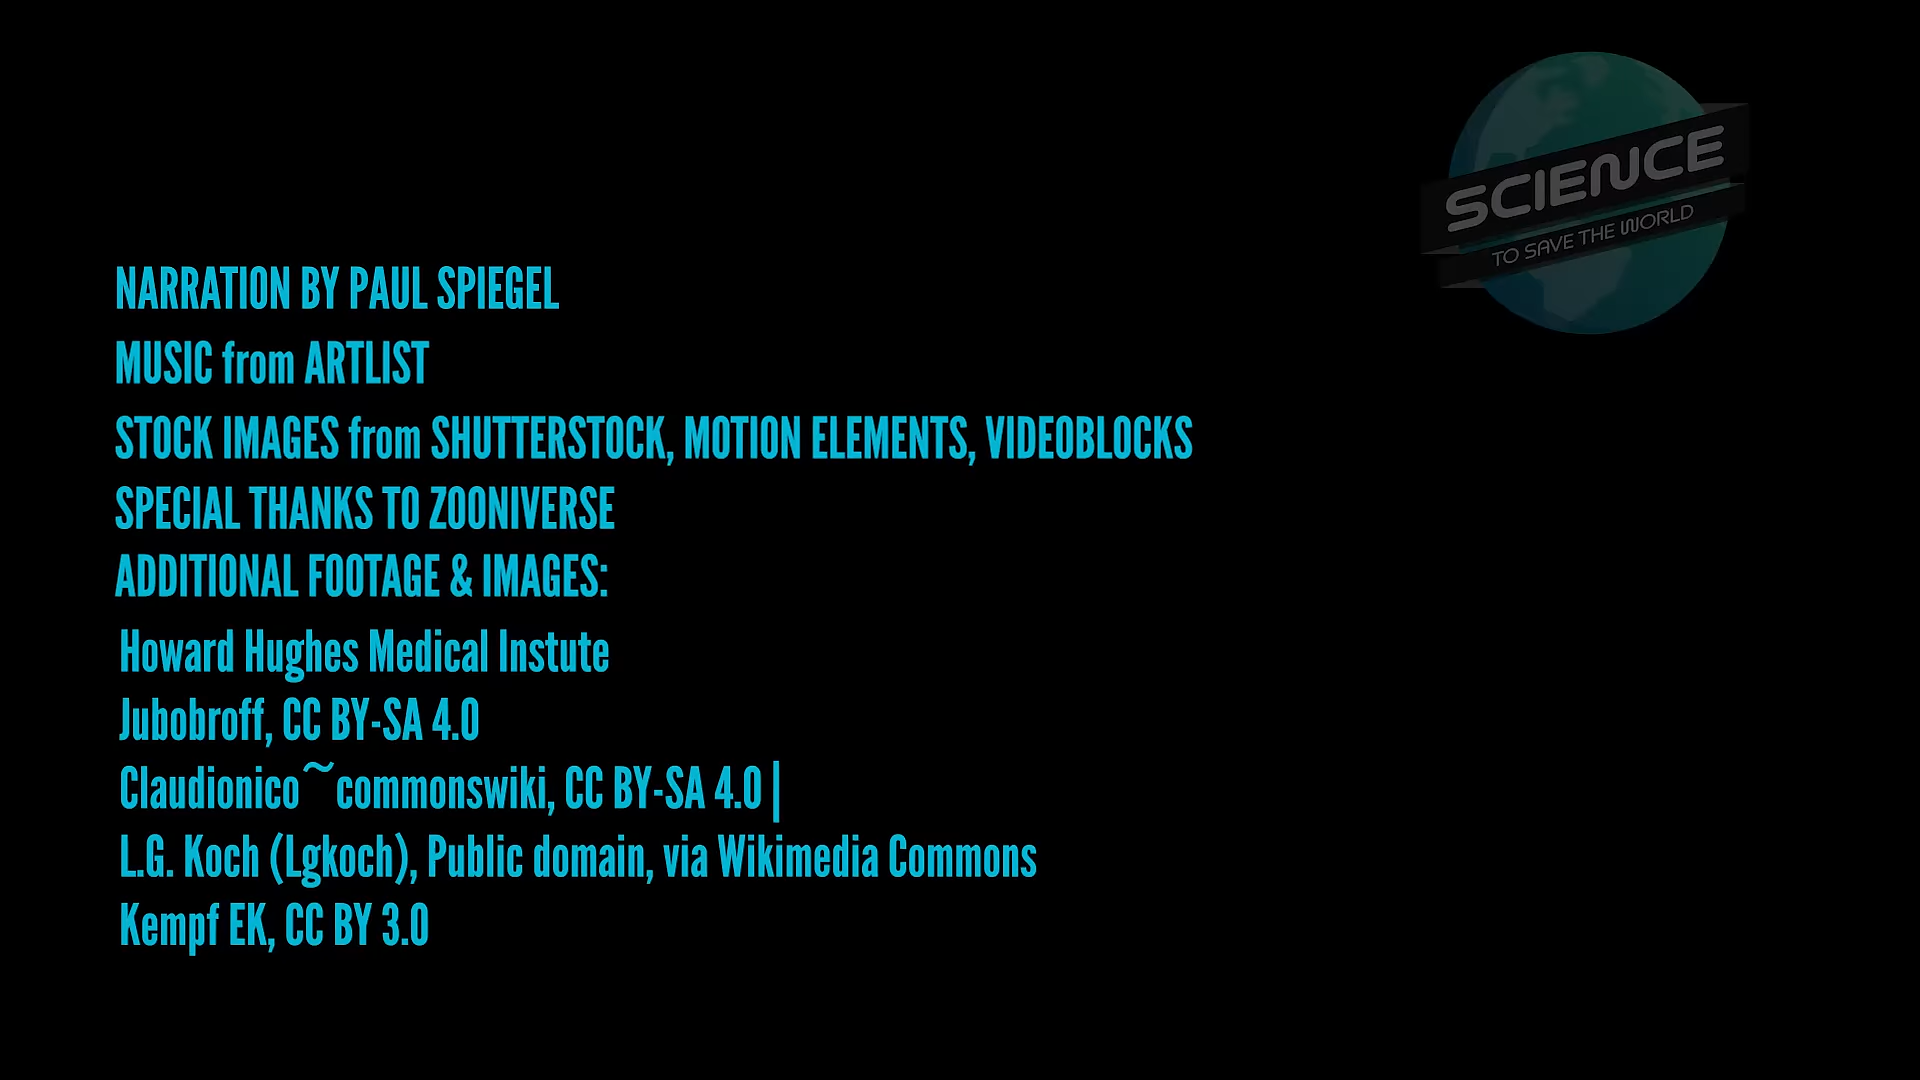 SCIENCE
TO SAVE THE WORLD
NARRATION BY PAUL SPIEGEL
MUSIC from ARTLIST
STOCK IMAGES from SHUTTERSTOCK, MOTION ELEMENTS, VIDEOBLOCKS
SPECIAL THANKS TO ZOONIVERSE
ADDITIONAL FOOTAGE & IMAGES:
Howard Hughes Medical Instute
Jubobroff, CC BY-SA 4.0
Claudionico~commonswiki, CC BY-SA 4.0 |
L.G. Koch (Lgkoch), Public domain, via Wikimedia Commons
Kempf EK, CC BY 3.0